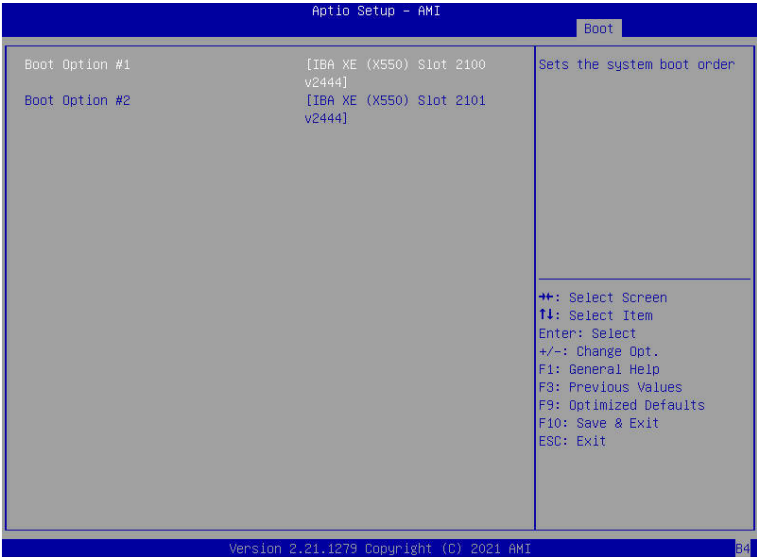 Aptio Setup – AMI
Boot
Boot Option #1 [IBA XE (X550) Slot 2100
v2444]
Boot Option #2 [IBA XE (X550) Slot 2101
v2444]
Sets the system boot order
→←: Select Screen
↑↓: Select Item
Enter: Select
+/-: Change Opt.
F1: General Help
F3: Previous Values
F9: Optimized Defaults
F10: Save & Exit
ESC: Exit
Version 2.21.1279 Copyright (C) 2021 AMI
B4